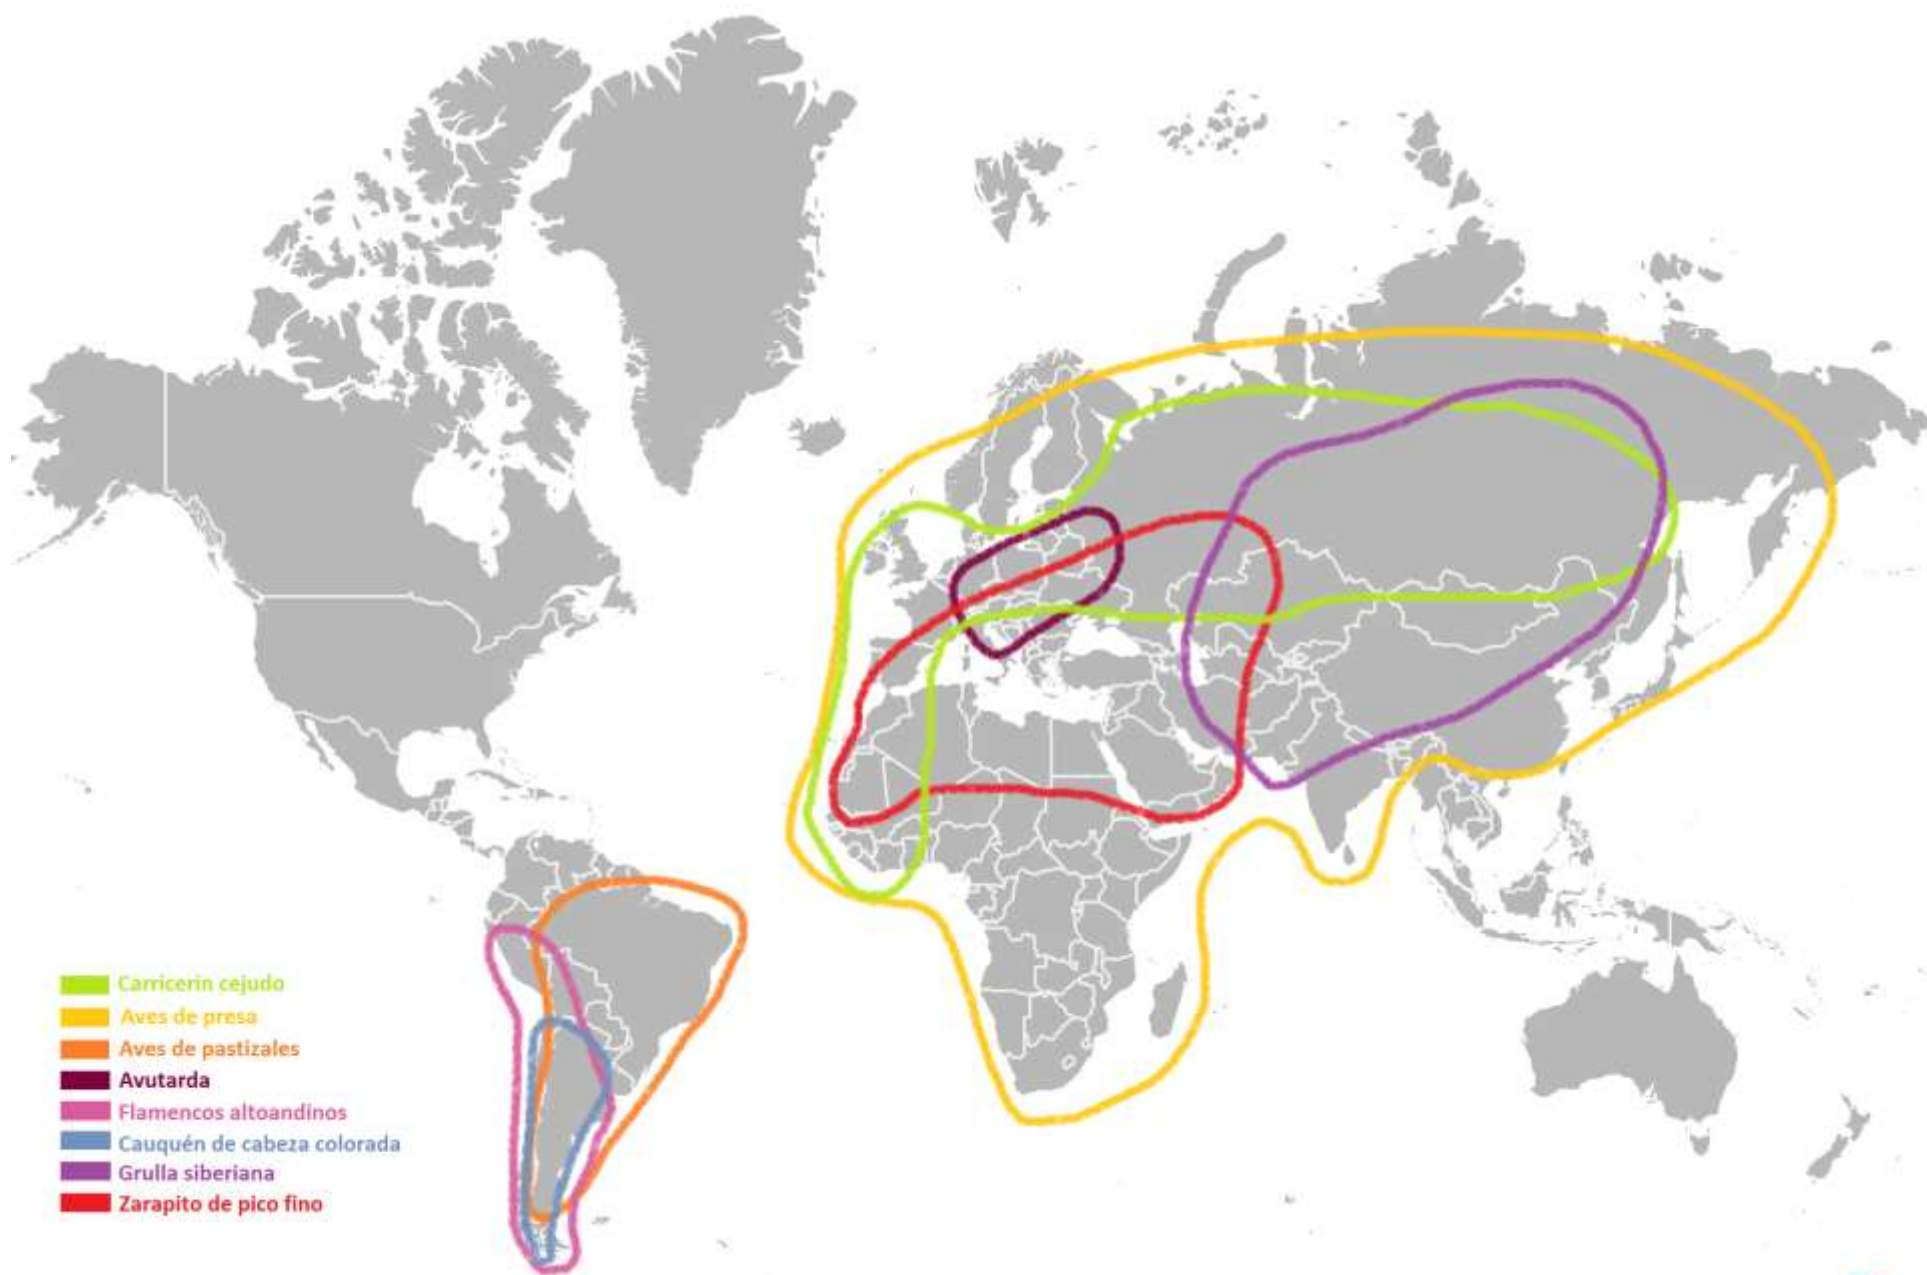 Carricerín cejudo
Aves de presa
Aves de pastizales
Avutarda
Flamencos altoandinos
Cauquén de cabeza colorada
Grulla siberiana
Zarapito de pico fino